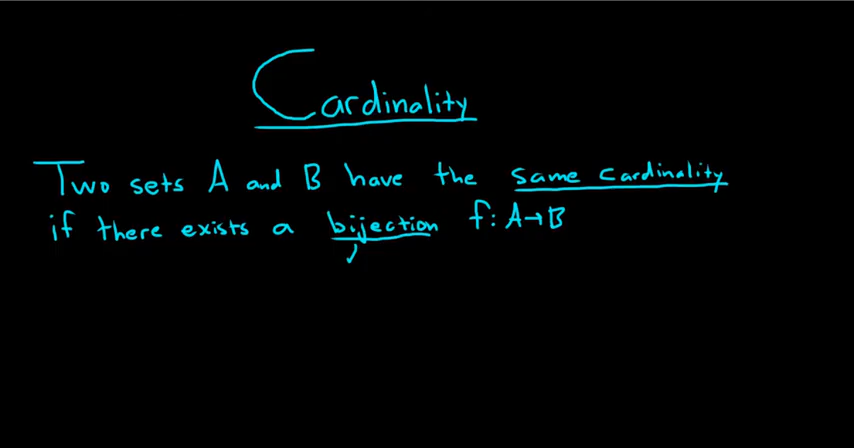 Cardinality
Two sets A and B have the same cardinality
if there exists a bijection f: A→B